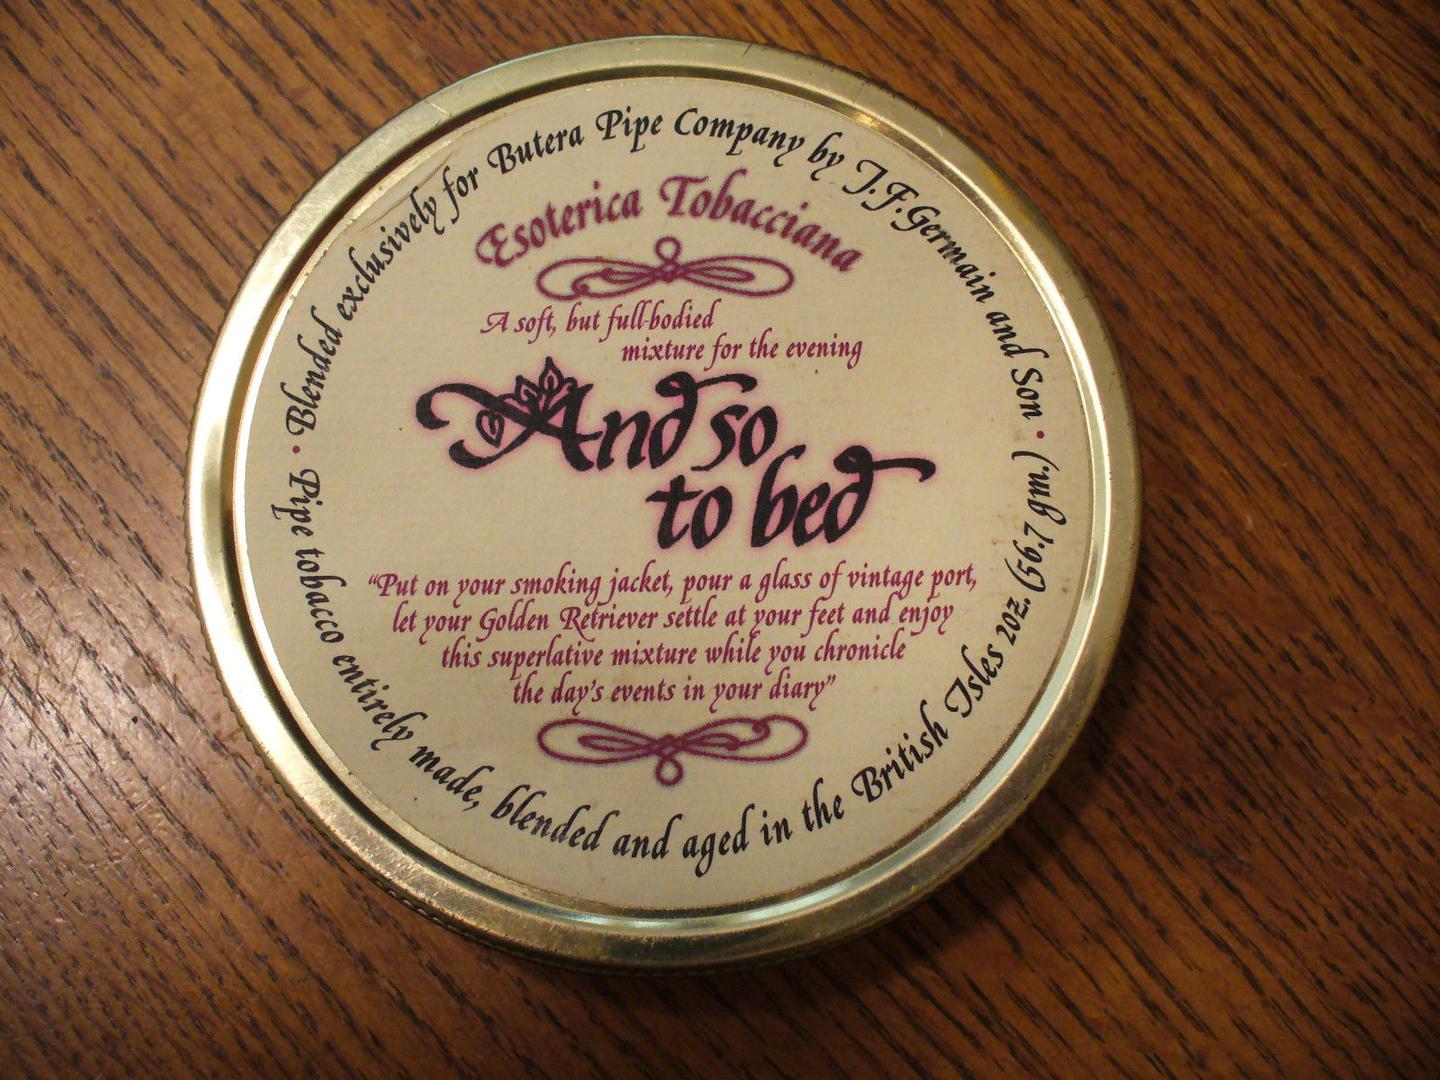 Blended exclusively for Butera Pipe Company by J.F. Germain and Son •
Esoterica Tobacciana
A soft, but full-bodied
mixture for the evening
And so
to bed
"Put on your smoking jacket, pour a glass of vintage port,
let your Golden Retriever settle at your feet and enjoy
this superlative mixture while you chronicle
the day's events in your diary"
Pipe tobacco entirely made, blended and aged in the British Isles 2oz. (56.7 gm.) •